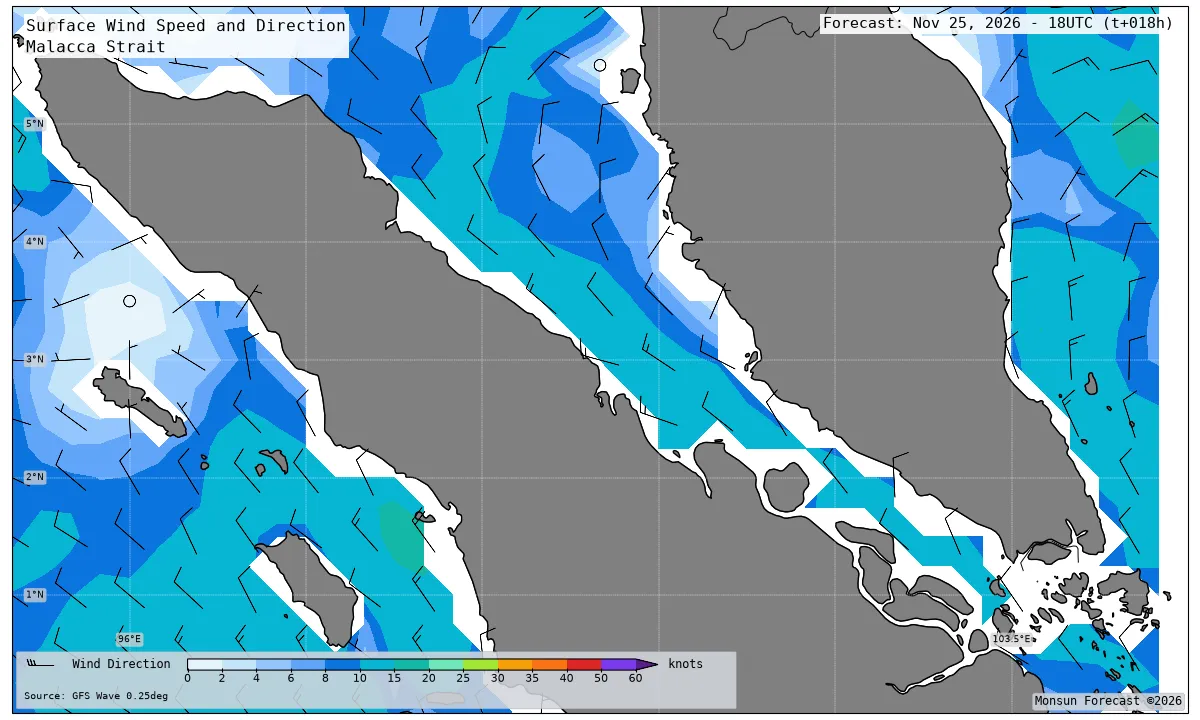 Surface Wind Speed and Direction
Malacca Strait
Forecast: Nov 25, 2026 - 18UTC (t+018h)
5°N
4°N
3°N
2°N
1°N
96°E
103.5°E
Wind Direction
knots
0 2 4 6 8 10 15 20 25 30 35 40 50 60
Source: GFS Wave 0.25deg
Monsun Forecast ©2026